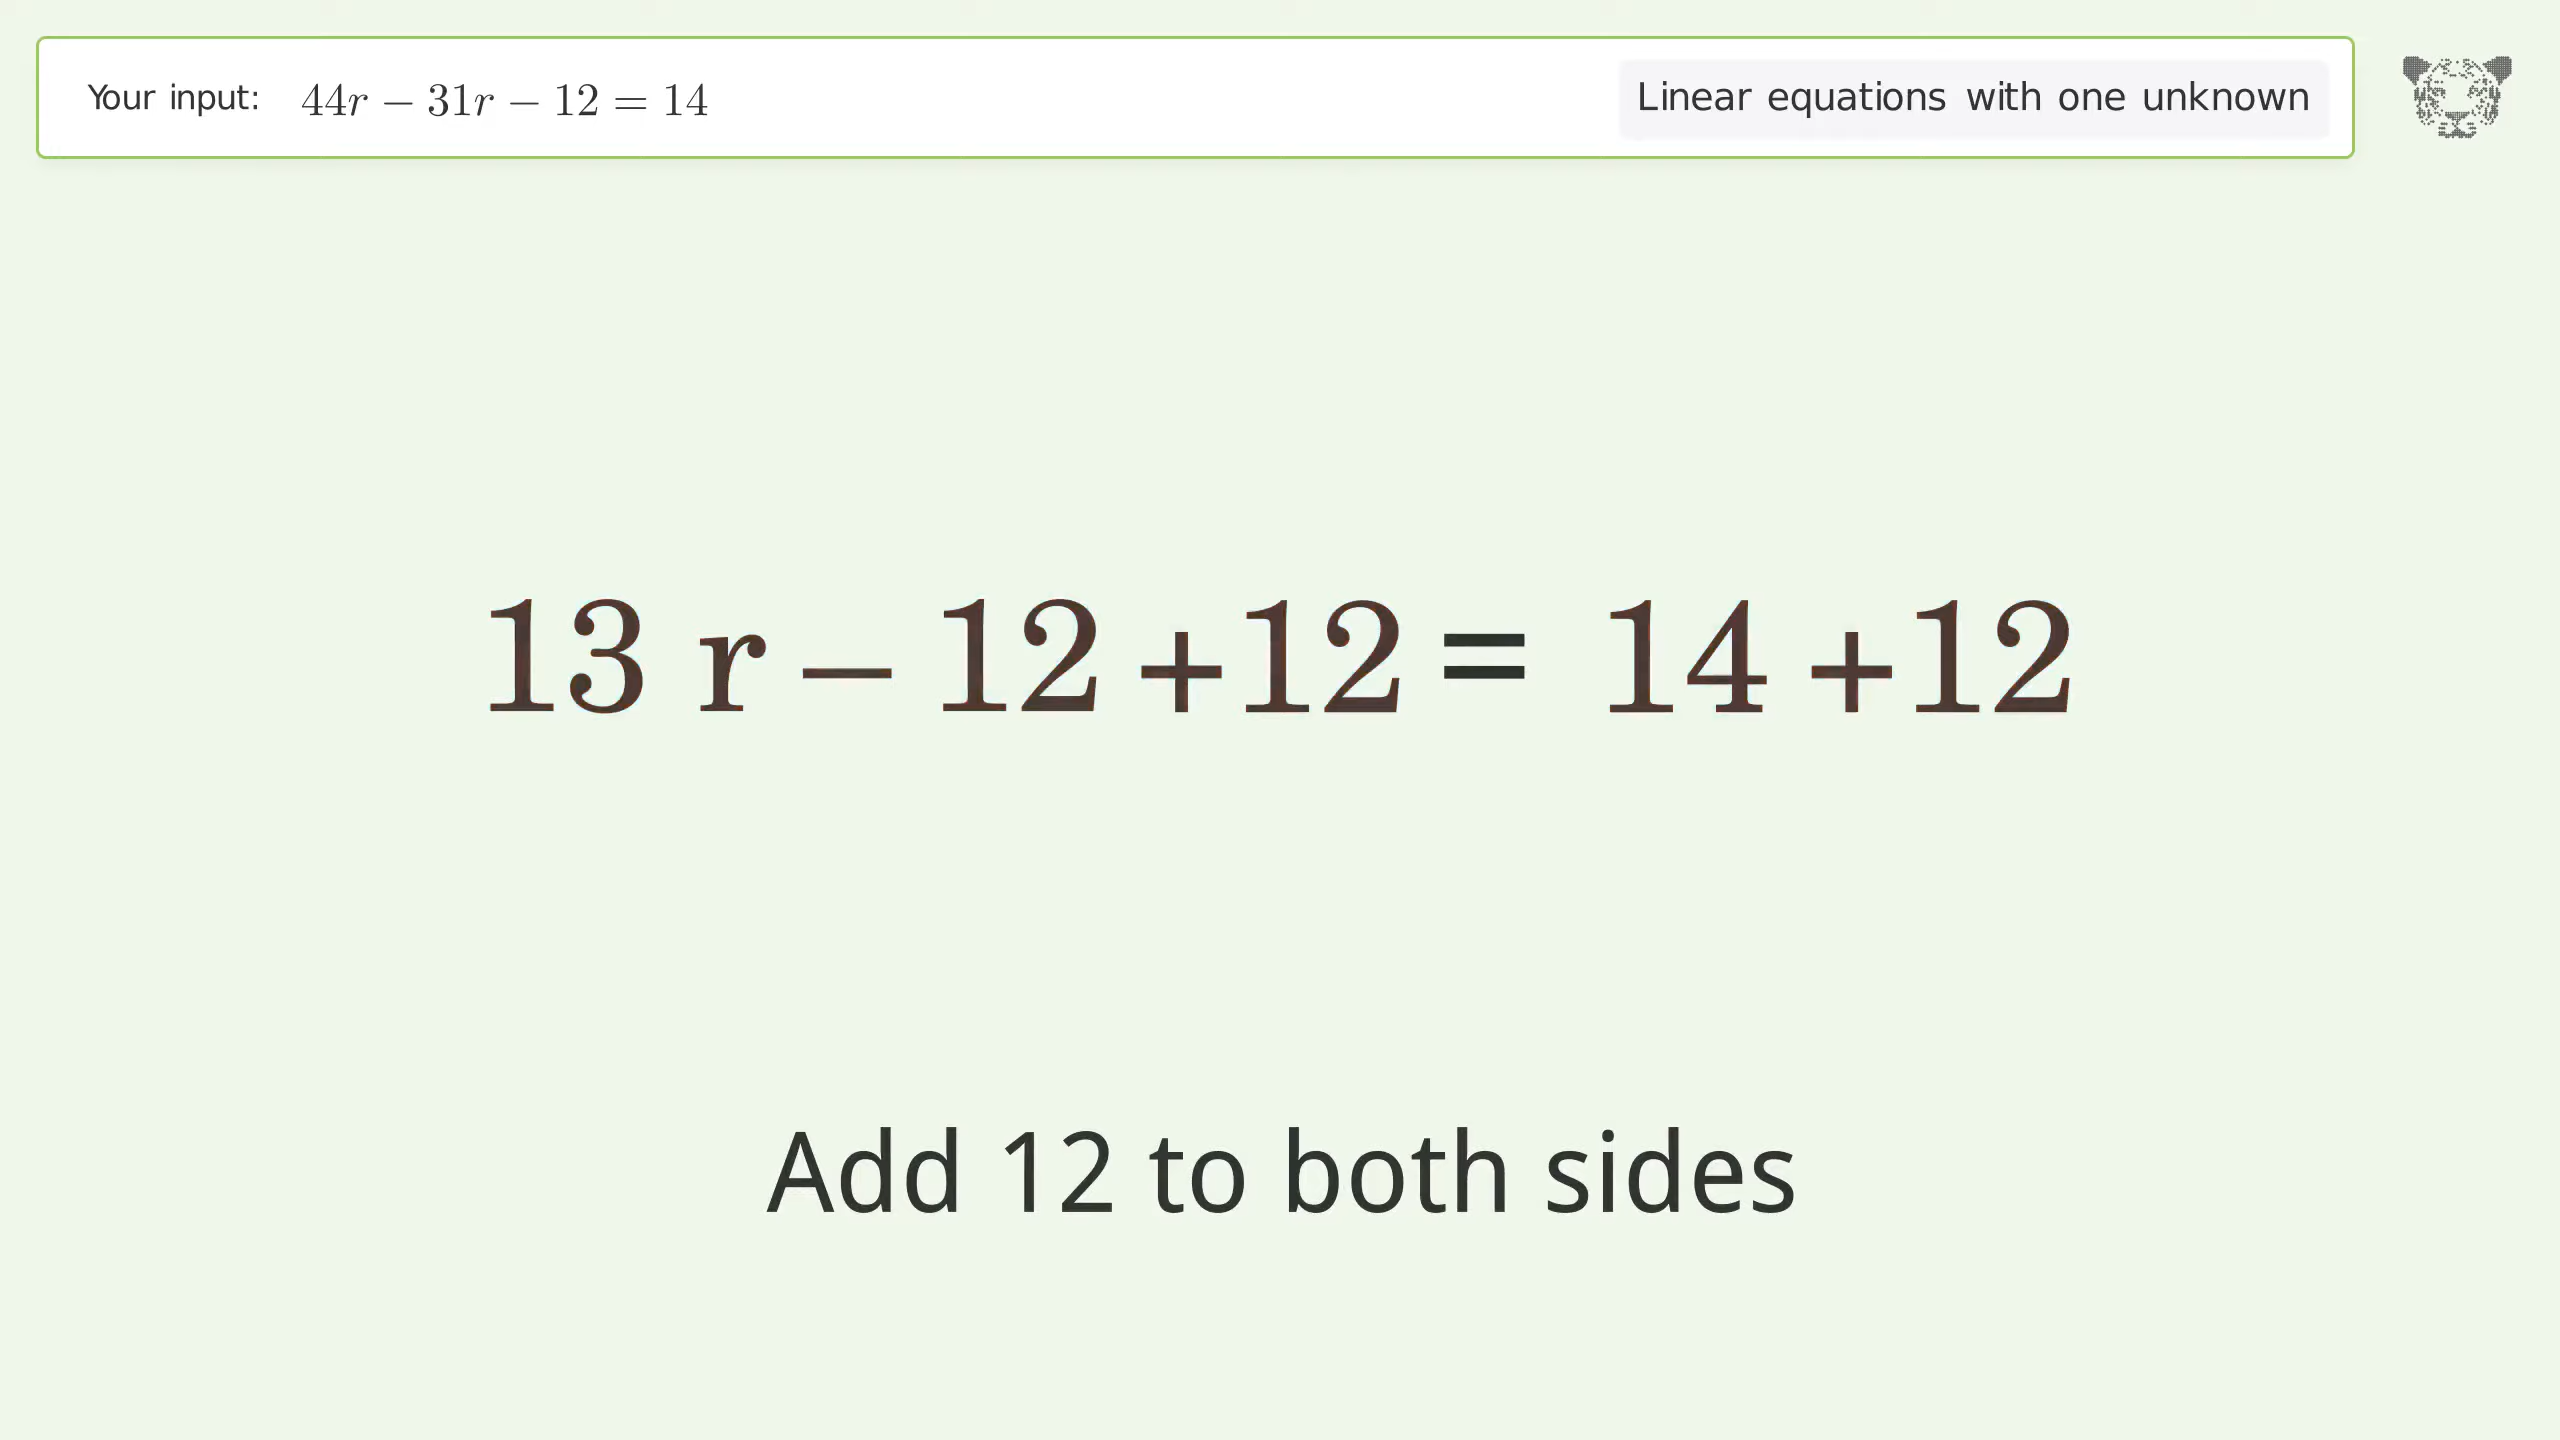 Your input: 44r − 31r − 12 = 14 Linear equations with one unknown
13 r − 12 +12 = 14 +12
Add 12 to both sides